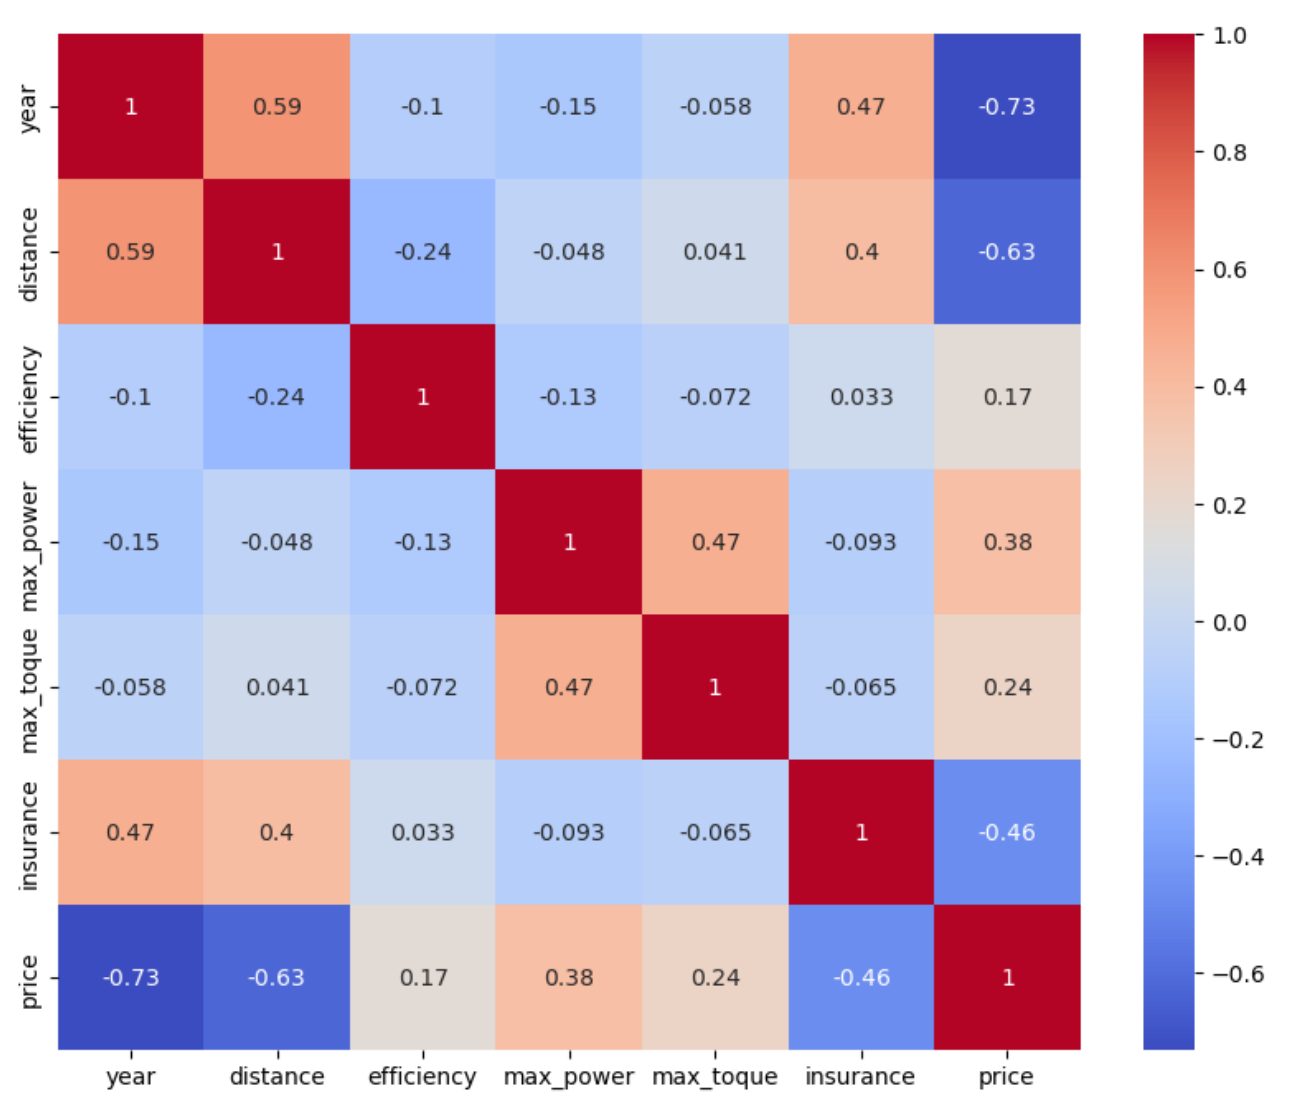 year 1 0.59 -0.1 -0.15 -0.058 0.47 -0.73
distance 0.59 1 -0.24 -0.048 0.041 0.4 -0.63
efficiency -0.1 -0.24 1 -0.13 -0.072 0.033 0.17
max_power -0.15 -0.048 -0.13 1 0.47 -0.093 0.38
max_toque -0.058 0.041 -0.072 0.47 1 -0.065 0.24
insurance 0.47 0.4 0.033 -0.093 -0.065 1 -0.46
price -0.73 -0.63 0.17 0.38 0.24 -0.46 1
year distance efficiency max_power max_toque insurance price
1.0
0.8
0.6
0.4
0.2
0.0
−0.2
−0.4
−0.6